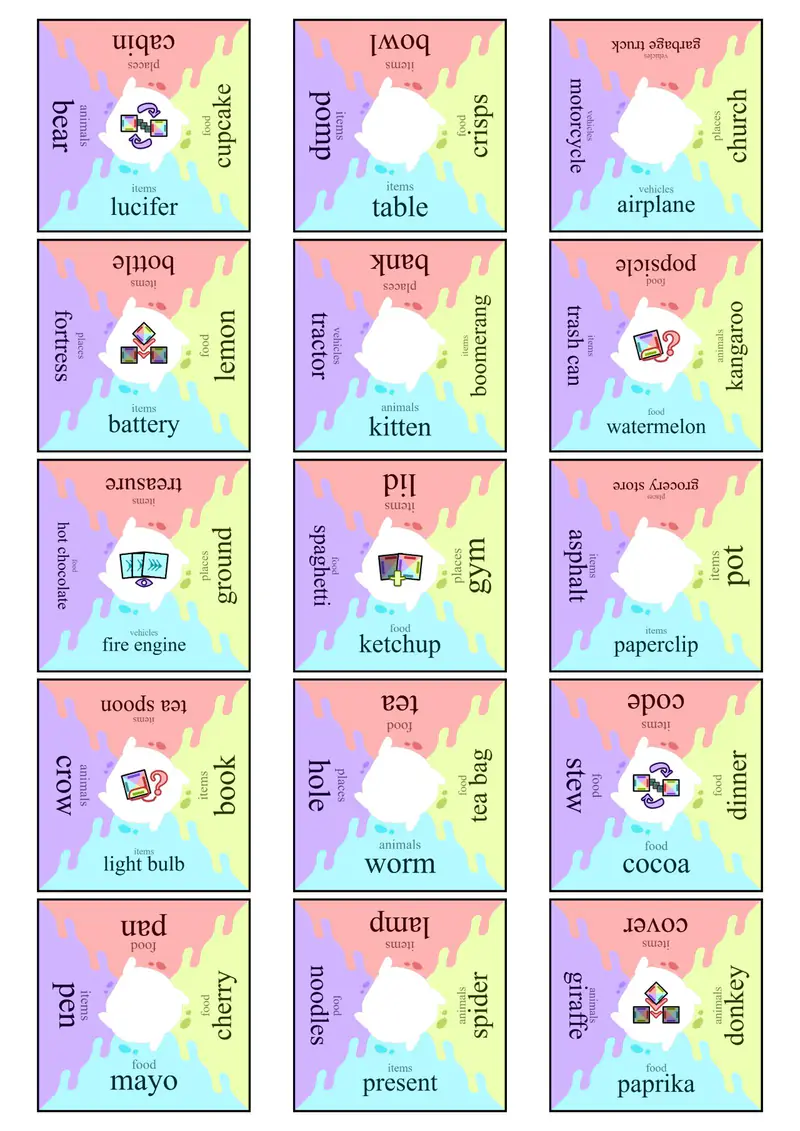 cabin
places
bear
animals
cupcake
food
items
lucifer
bowl
items
pomp
items
crisps
food
items
table
garbage truck
vehicles
motorcycle
vehicles
church
places
vehicles
airplane
bottle
items
fortress
places
lemon
food
items
battery
bank
places
tractor
vehicles
boomerang
items
animals
kitten
popsicle
food
trash can
items
kangaroo
animals
food
watermelon
treasure
items
hot chocolate
food
ground
places
vehicles
fire engine
lid
items
spaghetti
food
gym
places
food
ketchup
grocery store
places
asphalt
items
pot
items
items
paperclip
tea spoon
items
crow
animals
book
items
items
light bulb
tea
food
hole
places
tea bag
food
animals
worm
code
items
stew
food
dinner
food
food
cocoa
pan
food
pen
items
cherry
food
food
mayo
lamp
items
noodles
food
spider
animals
items
present
cover
items
giraffe
animals
donkey
animals
food
paprika